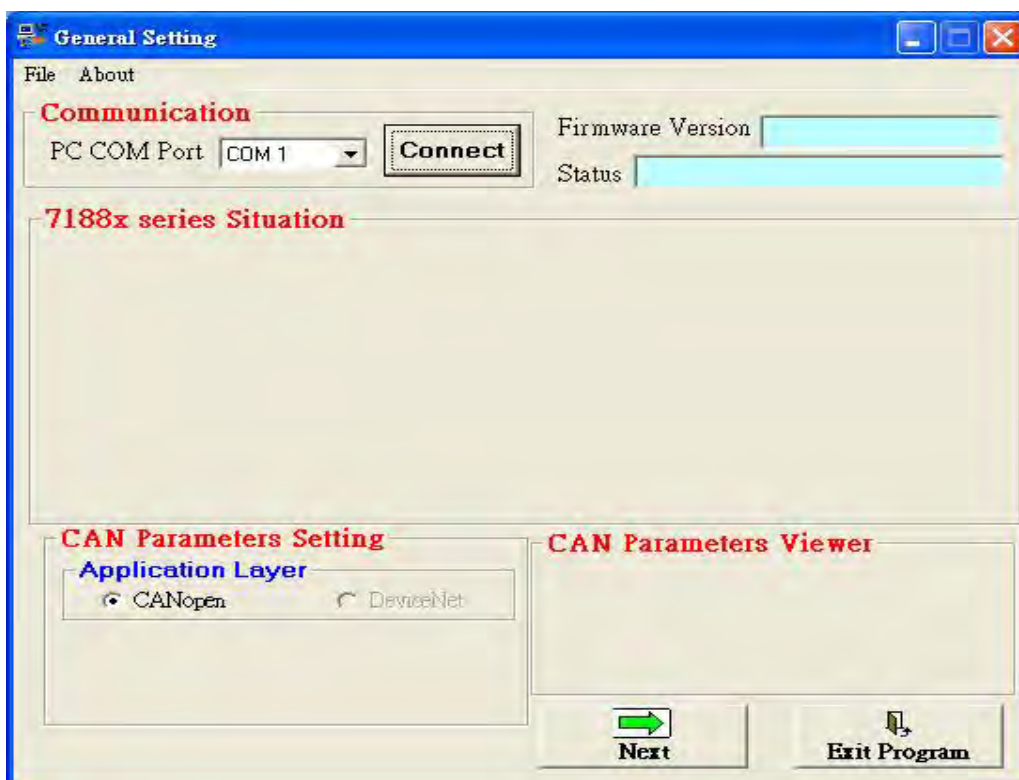 General Setting
File About
Communication
PC COM Port COM 1 Connect
Firmware Version
Status
7188x series Situation
CAN Parameters Setting
Application Layer
CANopen DeviceNet
CAN Parameters Viewer
Next
Exit Program